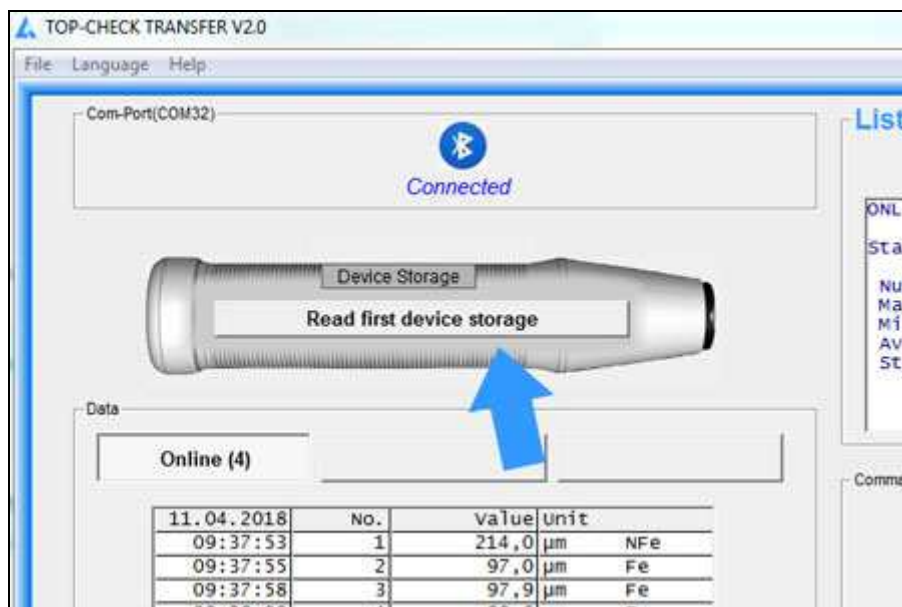 TOP-CHECK TRANSFER V2.0
File Language Help
Com-Port(COM32)
Connected
Device Storage
Read first device storage
Data
Online (4)
11.04.2018 No. Value Unit
09:37:53 1 214,0 µm NFe
09:37:55 2 97,0 µm Fe
09:37:58 3 97,9 µm Fe
List
ONL
Sta
Nu
Ma
Mi
Av
St
Comma